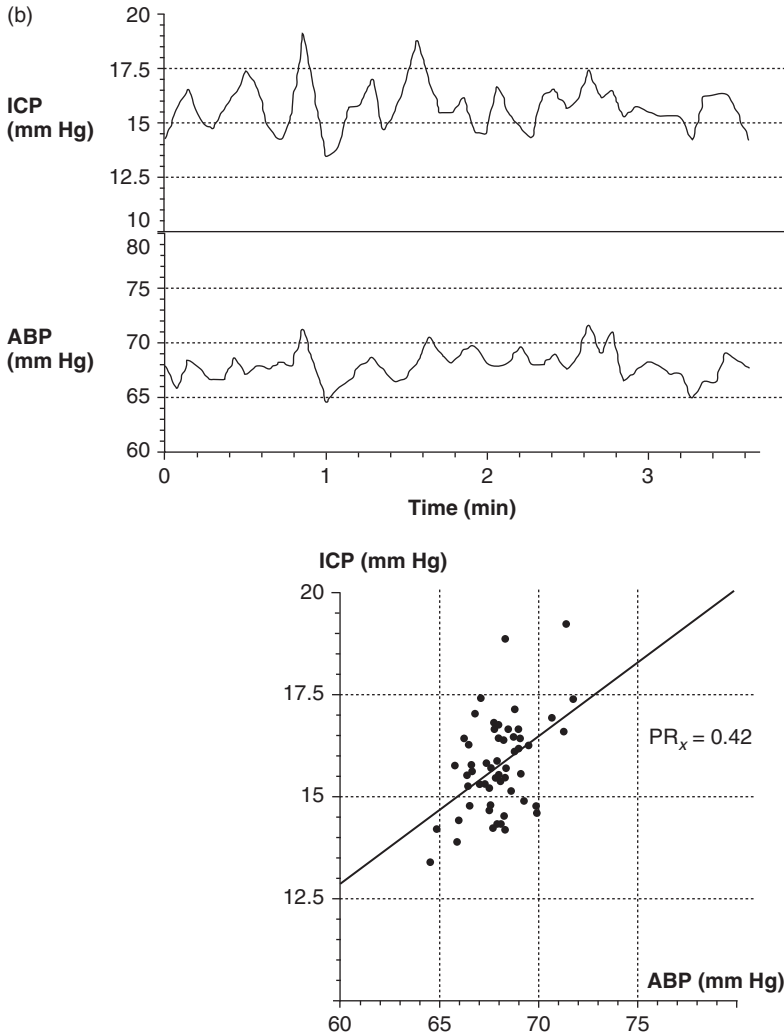 (b)
20
17.5
ICP
(mm Hg)
15
12.5
10
80
75
ABP
(mm Hg)
70
65
60
0 1 2 3
Time (min)
ICP (mm Hg)
20
17.5
PRx = 0.42
15
12.5
ABP (mm Hg)
60 65 70 75